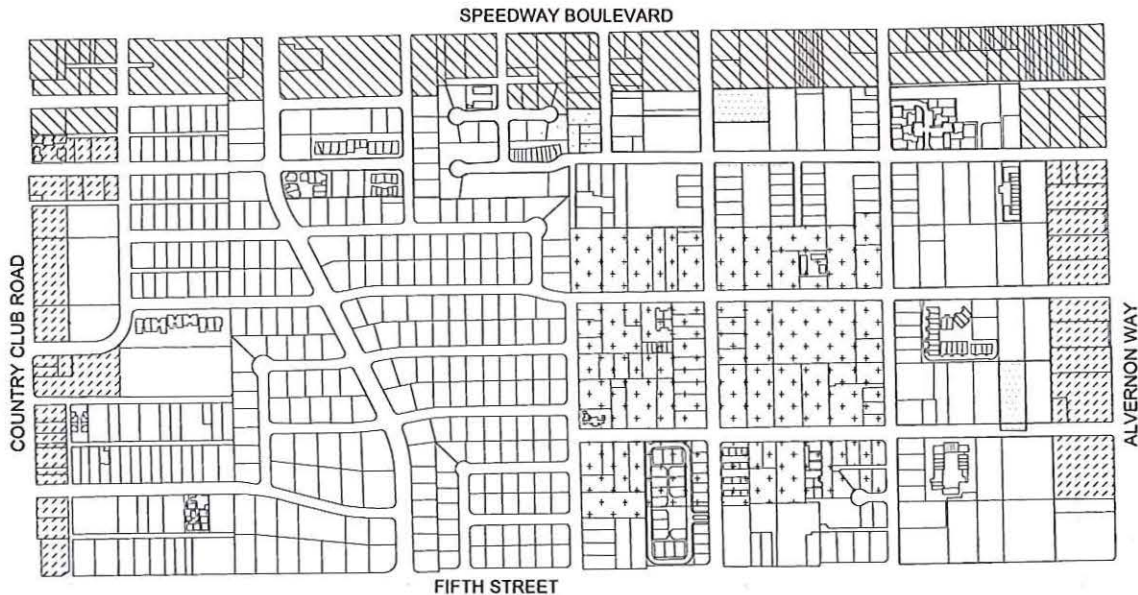 SPEEDWAY BOULEVARD
COUNTRY CLUB ROAD
ALVERNON WAY
FIFTH STREET